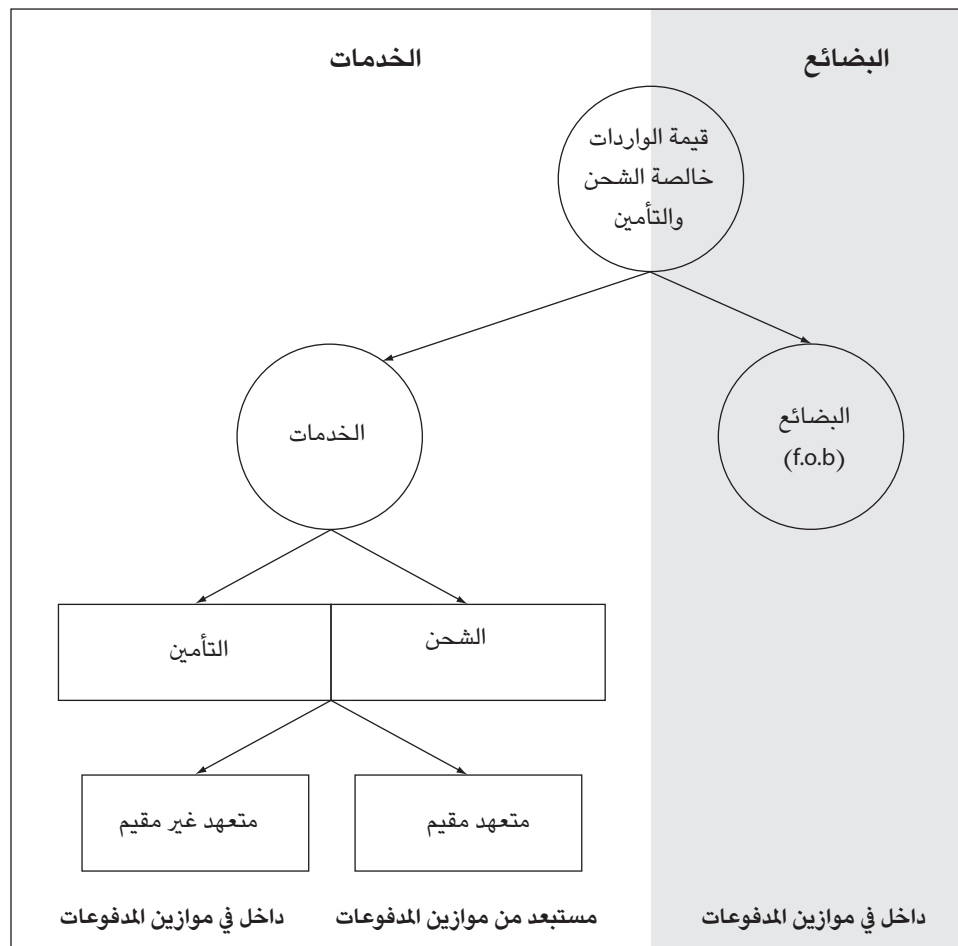 البضائع
الخدمات
قيمة الواردات
خالصة الشحن
والتأمين
البضائع
(f.o.b)
الخدمات
الشحن
التأمين
متعهد مقيم
متعهد غير مقيم
داخل في موازين المدفوعات
مستبعد من موازين المدفوعات
داخل في موازين المدفوعات